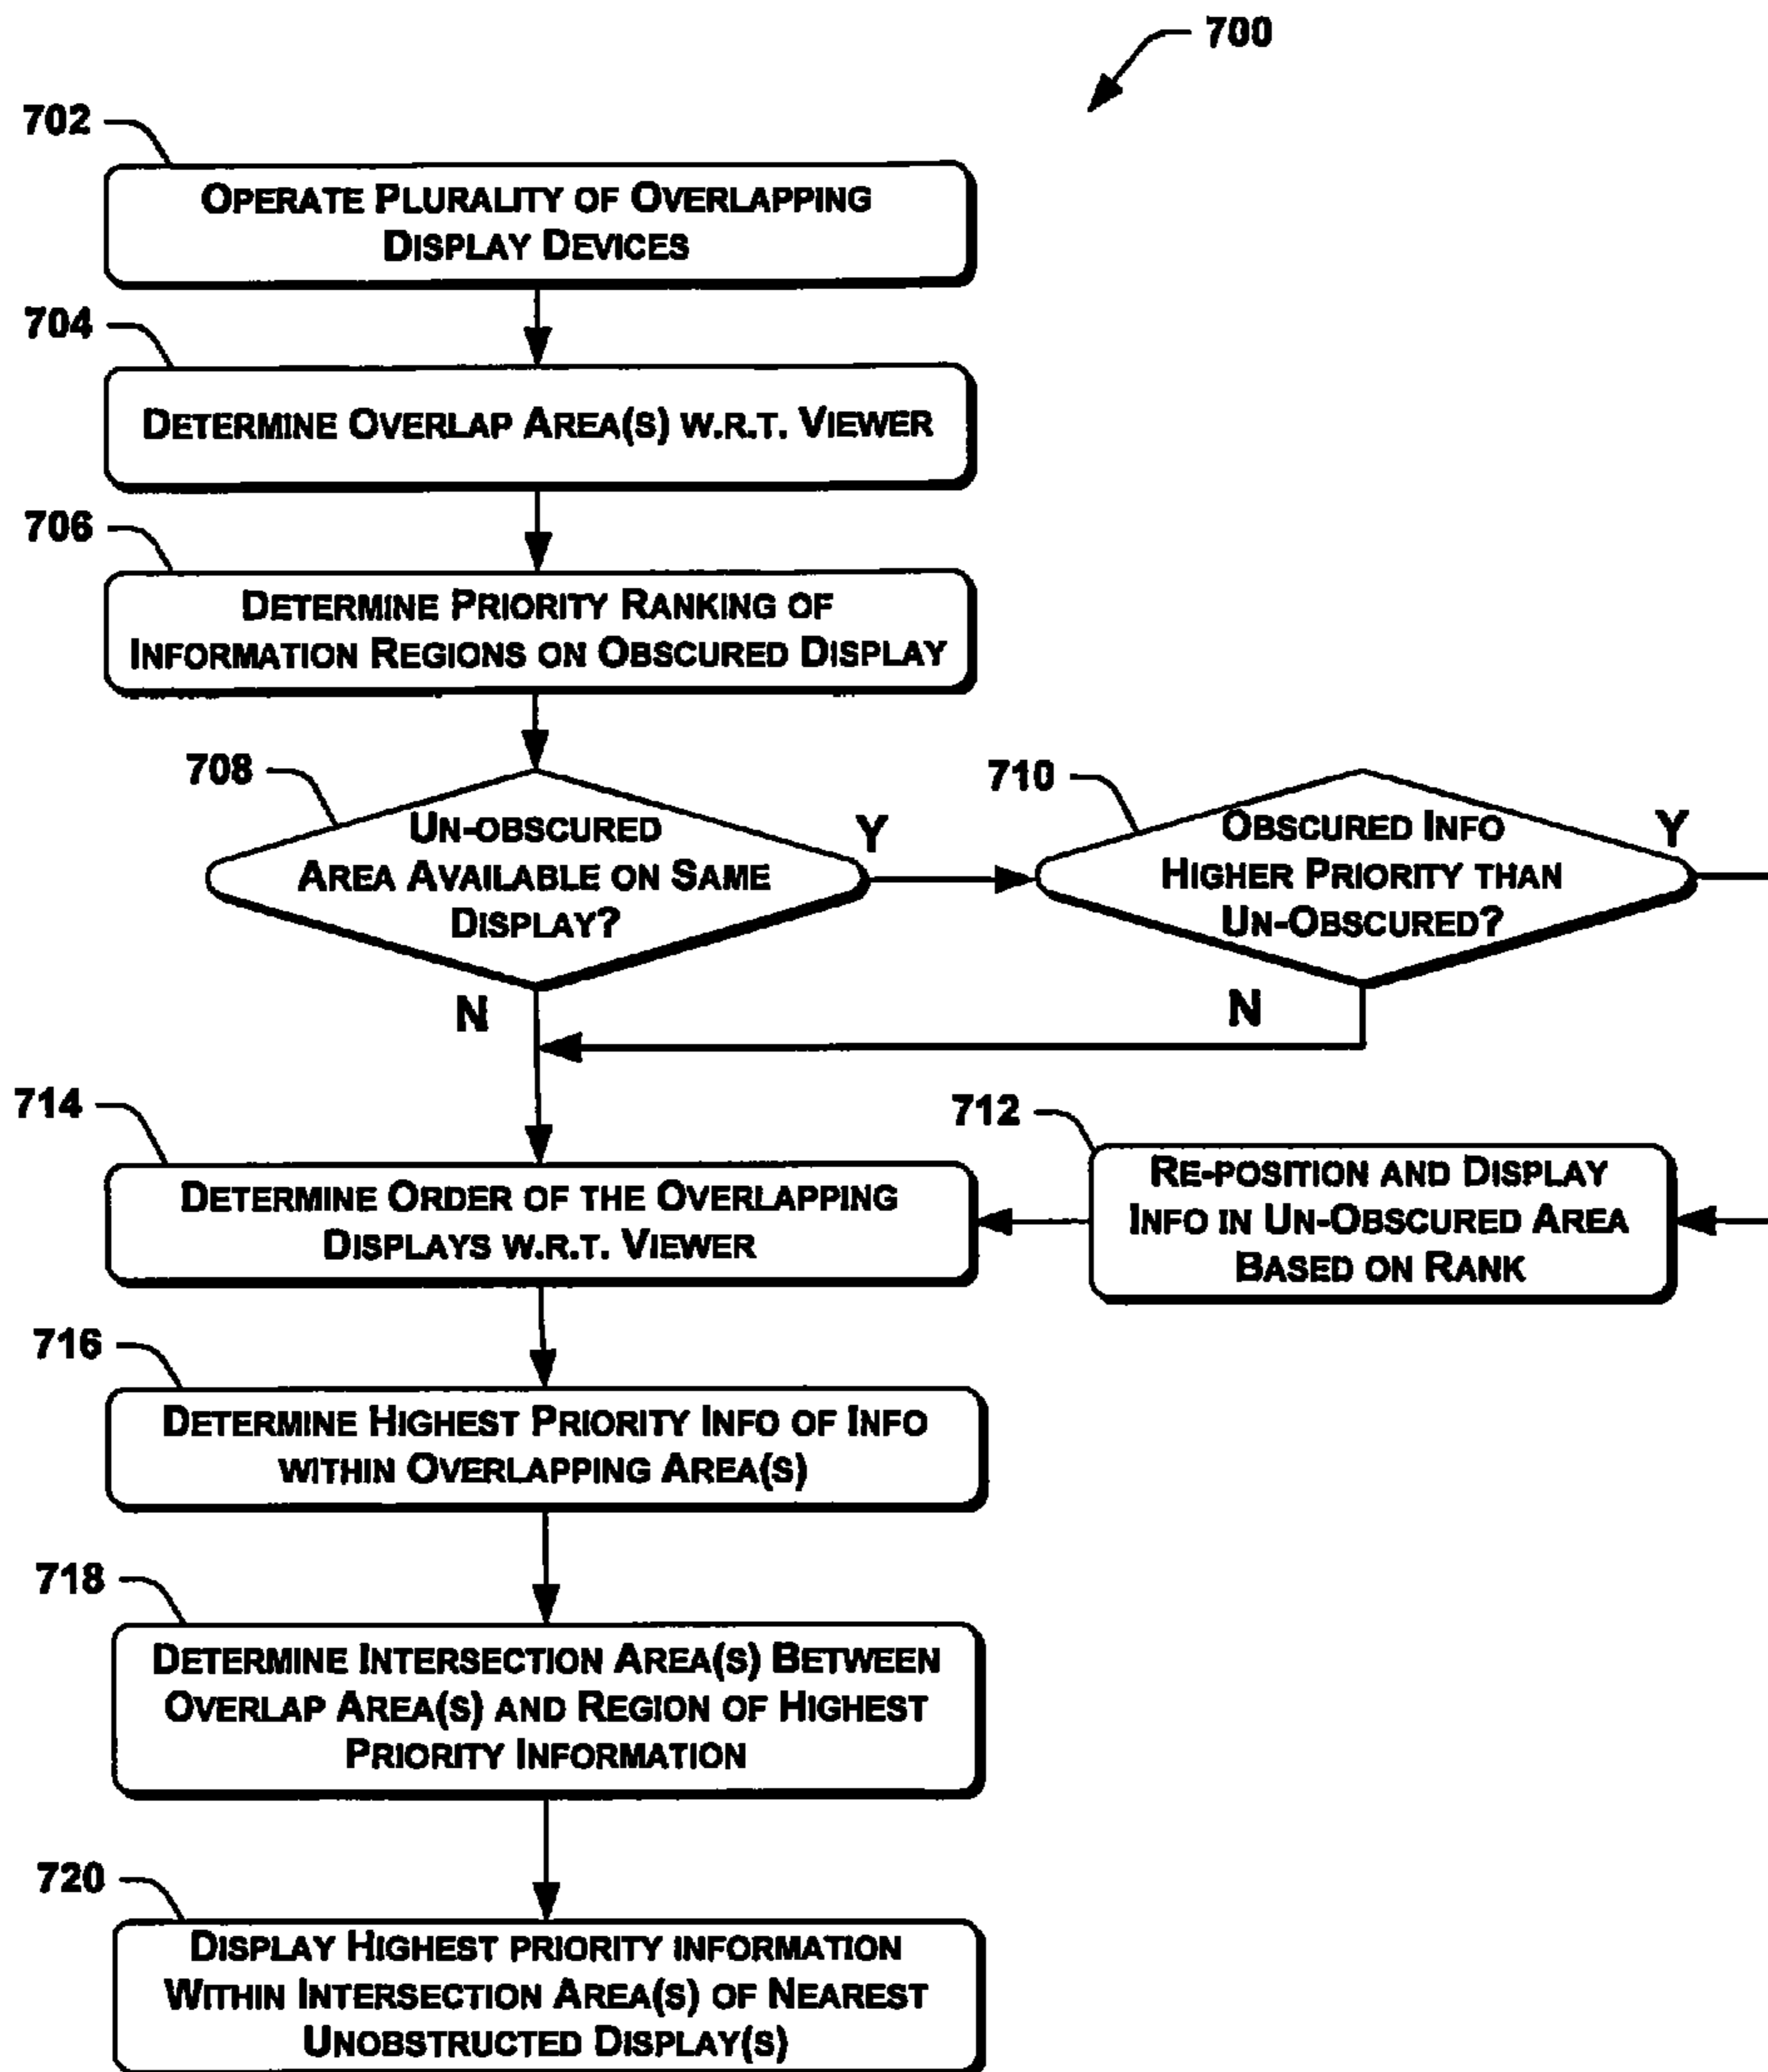 700
702
OPERATE PLURALITY OF OVERLAPPING
DISPLAY DEVICES
704
DETERMINE OVERLAP AREA(S) W.R.T. VIEWER
706
DETERMINE PRIORITY RANKING OF
INFORMATION REGIONS ON OBSCURED DISPLAY
708
UN-OBSCURED
AREA AVAILABLE ON SAME
DISPLAY?
Y
N
710
OBSCURED INFO
HIGHER PRIORITY THAN
UN-OBSCURED?
Y
N
712
RE-POSITION AND DISPLAY
INFO IN UN-OBSCURED AREA
BASED ON RANK
714
DETERMINE ORDER OF THE OVERLAPPING
DISPLAYS W.R.T. VIEWER
716
DETERMINE HIGHEST PRIORITY INFO OF INFO
WITHIN OVERLAPPING AREA(S)
718
DETERMINE INTERSECTION AREA(S) BETWEEN
OVERLAP AREA(S) AND REGION OF HIGHEST
PRIORITY INFORMATION
720
DISPLAY HIGHEST PRIORITY INFORMATION
WITHIN INTERSECTION AREA(S) OF NEAREST
UNOBSTRUCTED DISPLAY(S)